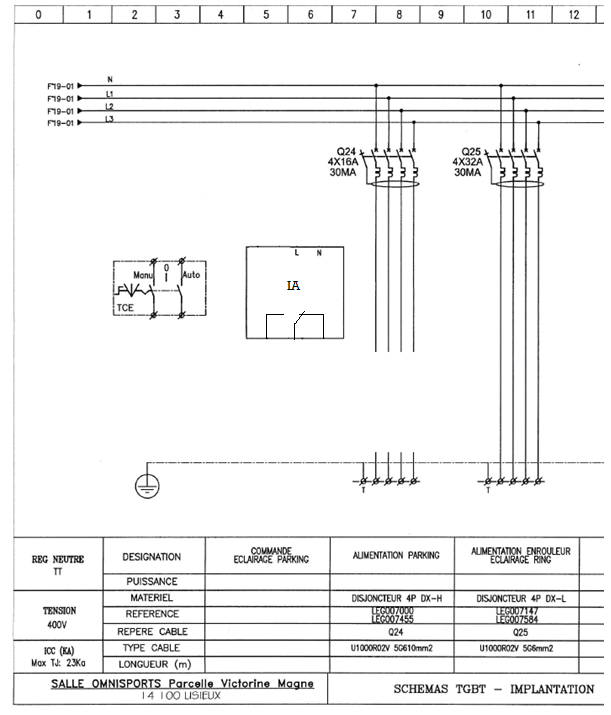 0 1 2 3 4 5 6 7 8 9 10 11 12
N
F19-01 L1
F19-01 L2
F19-01 L3
F19-01
Q24
4X16A
30MA
Q25
4X32A
30MA
L N
0
Manu I Auto
IA
TCE
T T
REG NEUTRE
TT
DESIGNATION
COMMANDE
ECLAIRAGE PARKING
ALIMENTATION PARKING
ALIMENTATION ENROULEUR
ECLAIRAGE RING
PUISSANCE
TENSION
400V
MATERIEL DISJONCTEUR 4P DX-H DISJONCTEUR 4P DX-L
REFERENCE
LEG007000
LEG007455
LEG007147
LEG007584
REPERE CABLE Q24 Q25
ICC (KA)
Max TJ: 23Ka
TYPE CABLE U1000R02V 5G610mm2 U1000R02V 5G6mm2
LONGUEUR (m)
SALLE OMNISPORTS Parcelle Victorine Magne
14 100 LISIEUX
SCHEMAS TGBT - IMPLANTATION